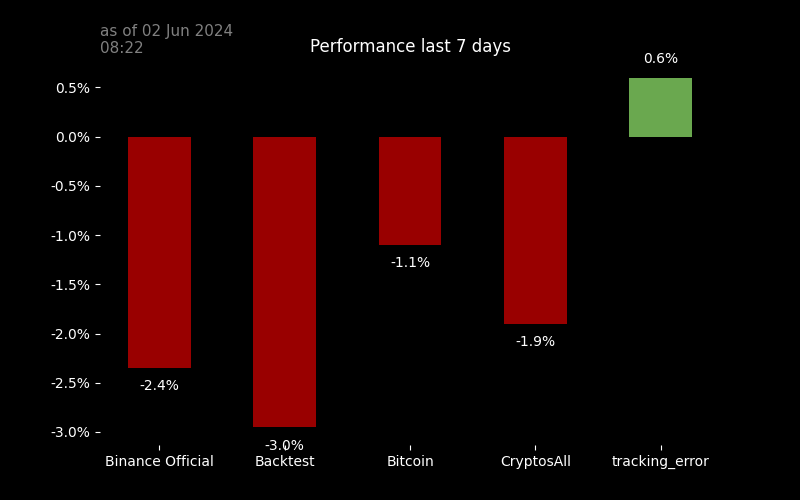 as of 02 Jun 2024
08:22
Performance last 7 days
0.6%
0.5%
0.0%
-0.5%
-1.0%
-1.1%
-1.5%
-1.9%
-2.0%
-2.4%
-2.5%
-3.0%
-3.0%
Binance Official
Backtest
Bitcoin
CryptosAll
tracking_error